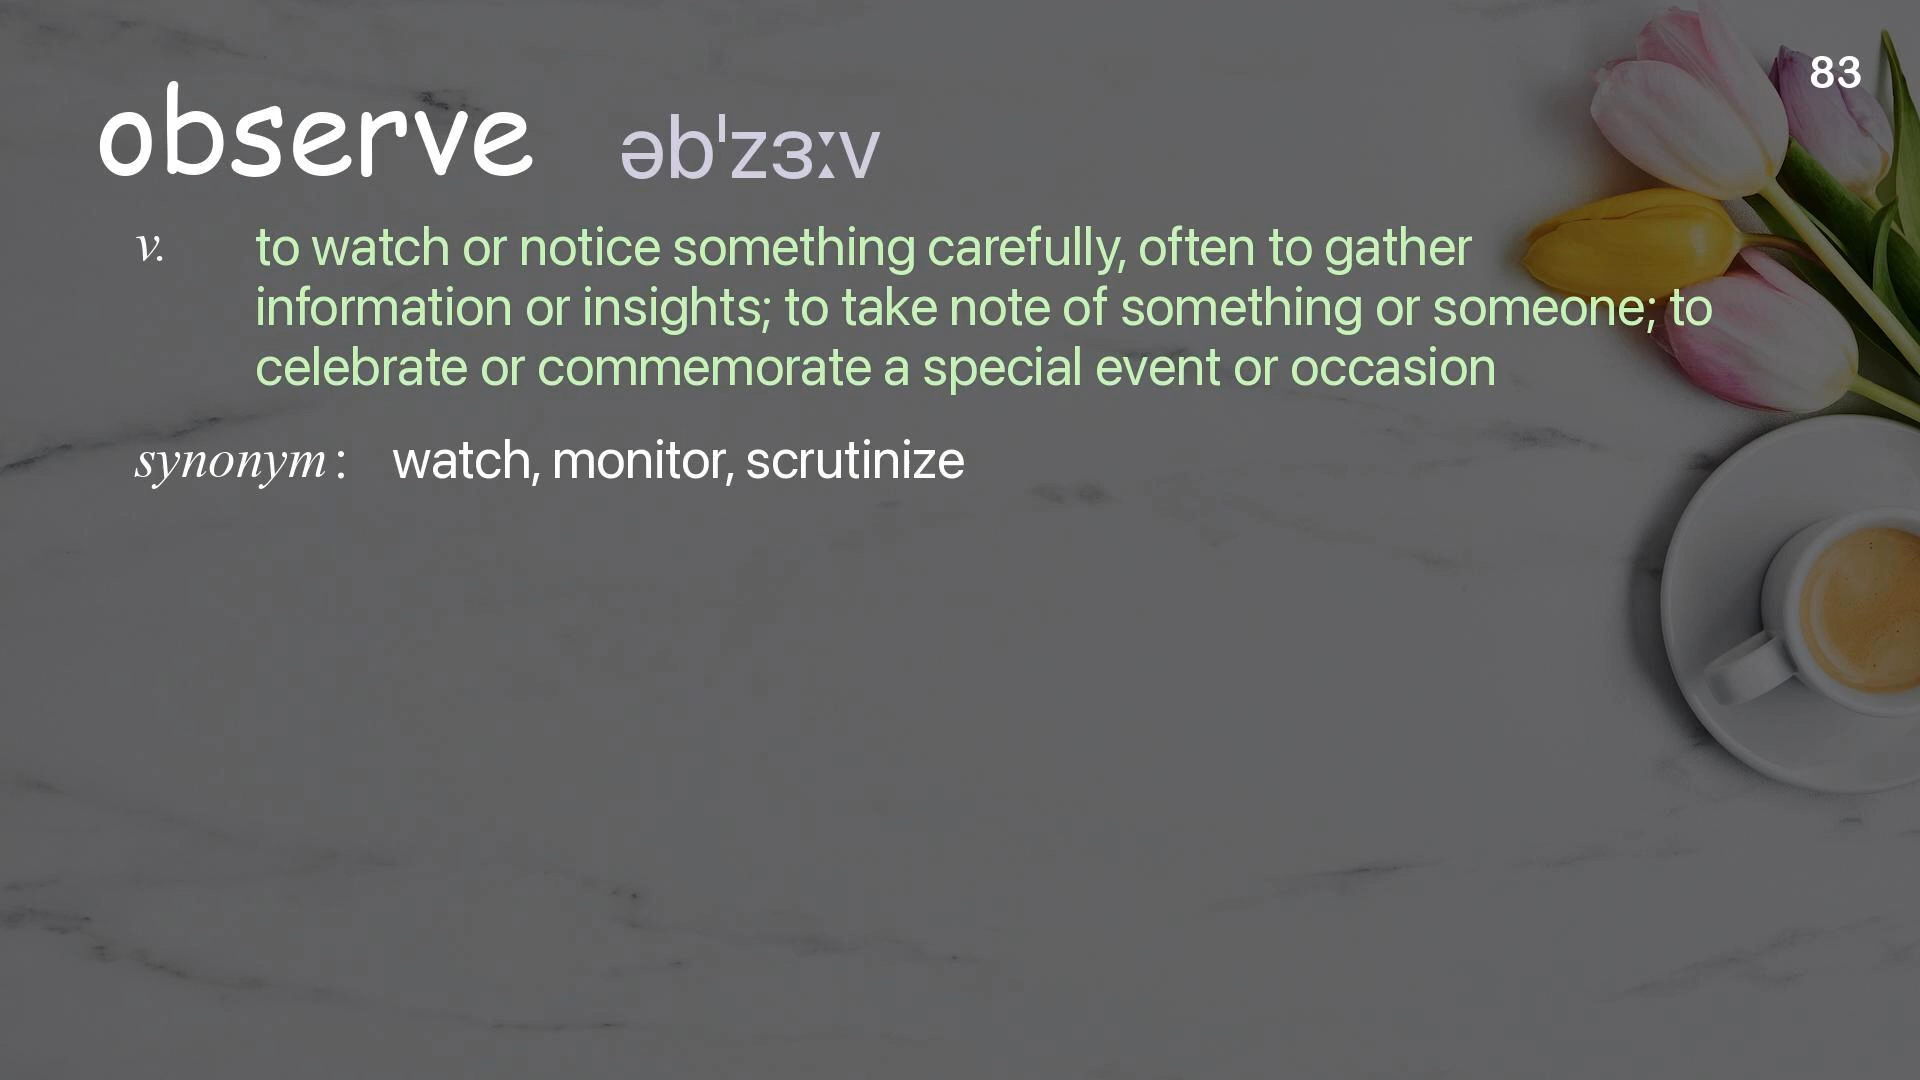 83
observe əbˈzɜːv
v. to watch or notice something carefully, often to gather
information or insights; to take note of something or someone; to
celebrate or commemorate a special event or occasion
synonym: watch, monitor, scrutinize